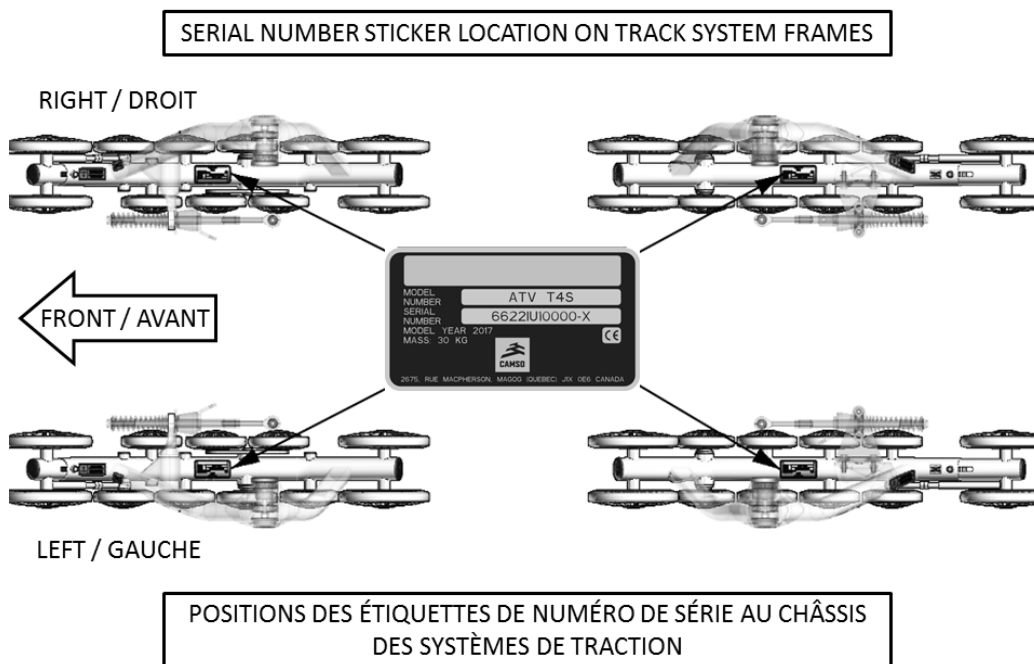 SERIAL NUMBER STICKER LOCATION ON TRACK SYSTEM FRAMES
RIGHT / DROIT
FRONT / AVANT
MODEL
NUMBER
ATV T4S
SERIAL
NUMBER
6622IU10000-X
MODEL YEAR 2017
MASS: 30 KG
CE
CAMSO
2675, RUE MACPHERSON, MAGOG (QUEBEC) J1X 0E6 CANADA
LEFT / GAUCHE
POSITIONS DES ÉTIQUETTES DE NUMÉRO DE SÉRIE AU CHÂSSIS
DES SYSTÈMES DE TRACTION